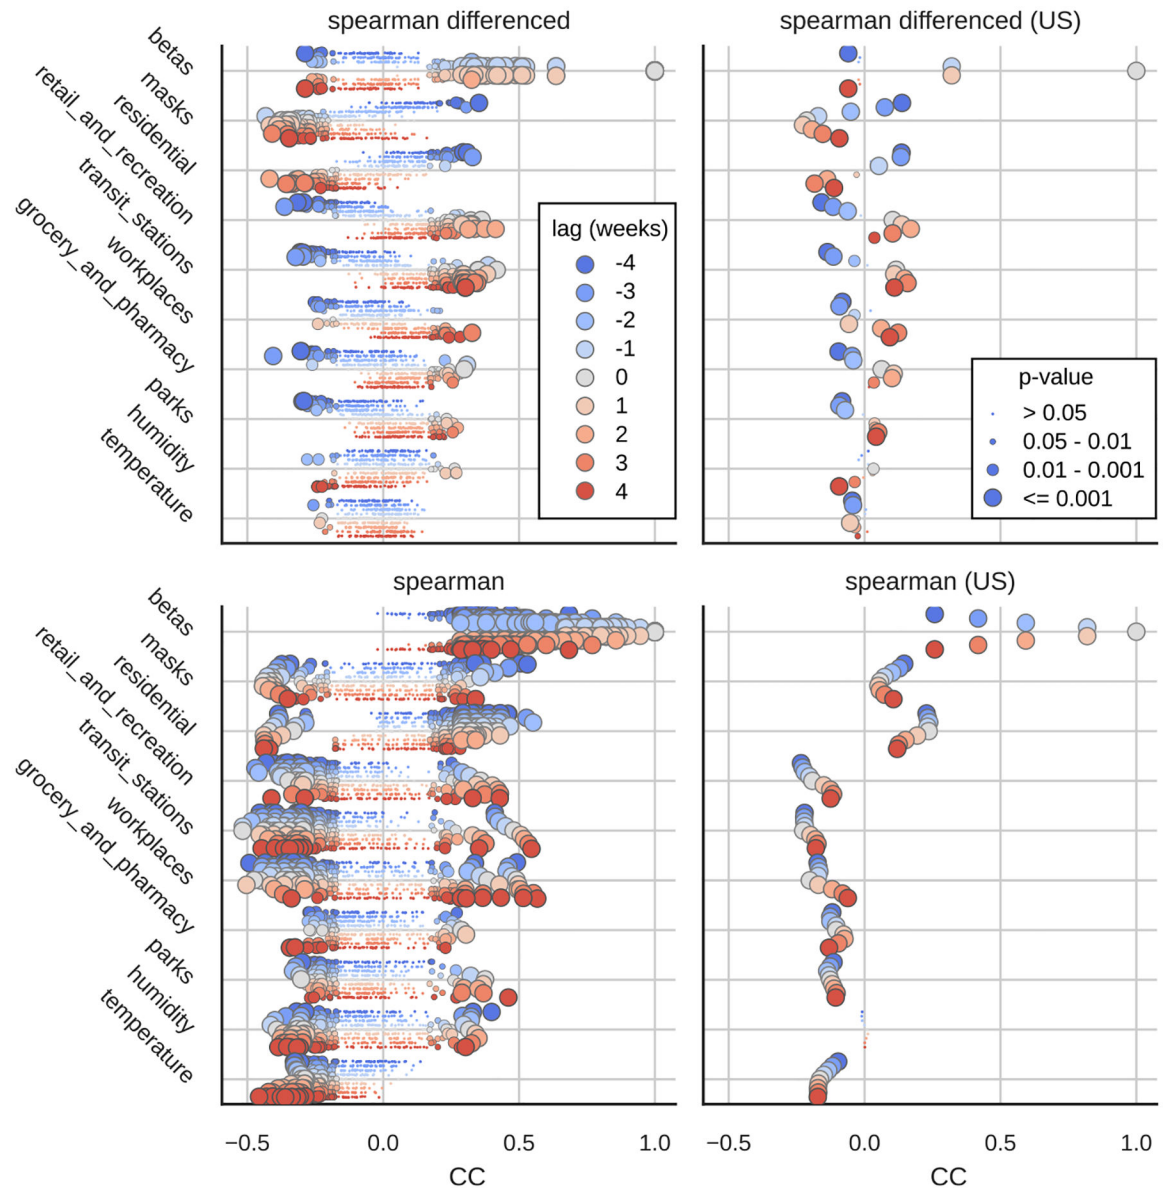 spearman differenced
spearman differenced (US)
betas
masks
residential
retail_and_recreation
transit_stations
workplaces
grocery_and_pharmacy
parks
humidity
temperature
lag (weeks)
-4
-3
-2
-1
0
1
2
3
4
p-value
> 0.05
0.05 - 0.01
0.01 - 0.001
<= 0.001
spearman
spearman (US)
betas
masks
residential
retail_and_recreation
transit_stations
workplaces
grocery_and_pharmacy
parks
humidity
temperature
−0.5 0.0 0.5 1.0
−0.5 0.0 0.5 1.0
CC
CC